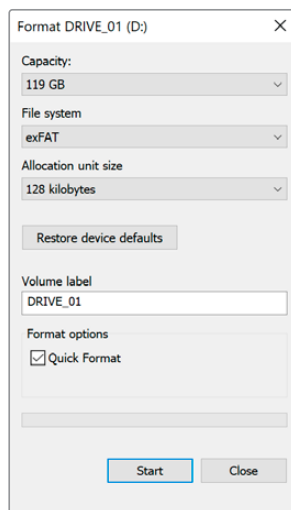 Format DRIVE_01 (D:)
Capacity:
119 GB
File system
exFAT
Allocation unit size
128 kilobytes
Restore device defaults
Volume label
DRIVE_01
Format options
Quick Format
Start Close